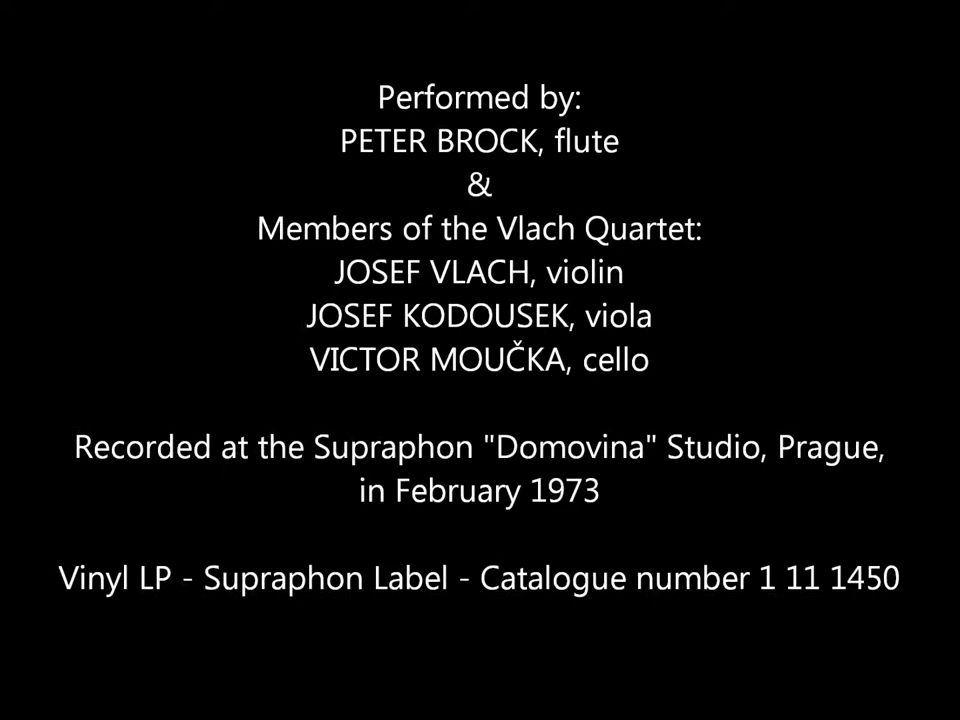 Performed by:
PETER BROCK, flute
&
Members of the Vlach Quartet:
JOSEF VLACH, violin
JOSEF KODOUSEK, viola
VICTOR MOUČKA, cello
Recorded at the Supraphon "Domovina" Studio, Prague,
in February 1973
Vinyl LP - Supraphon Label - Catalogue number 1 11 1450